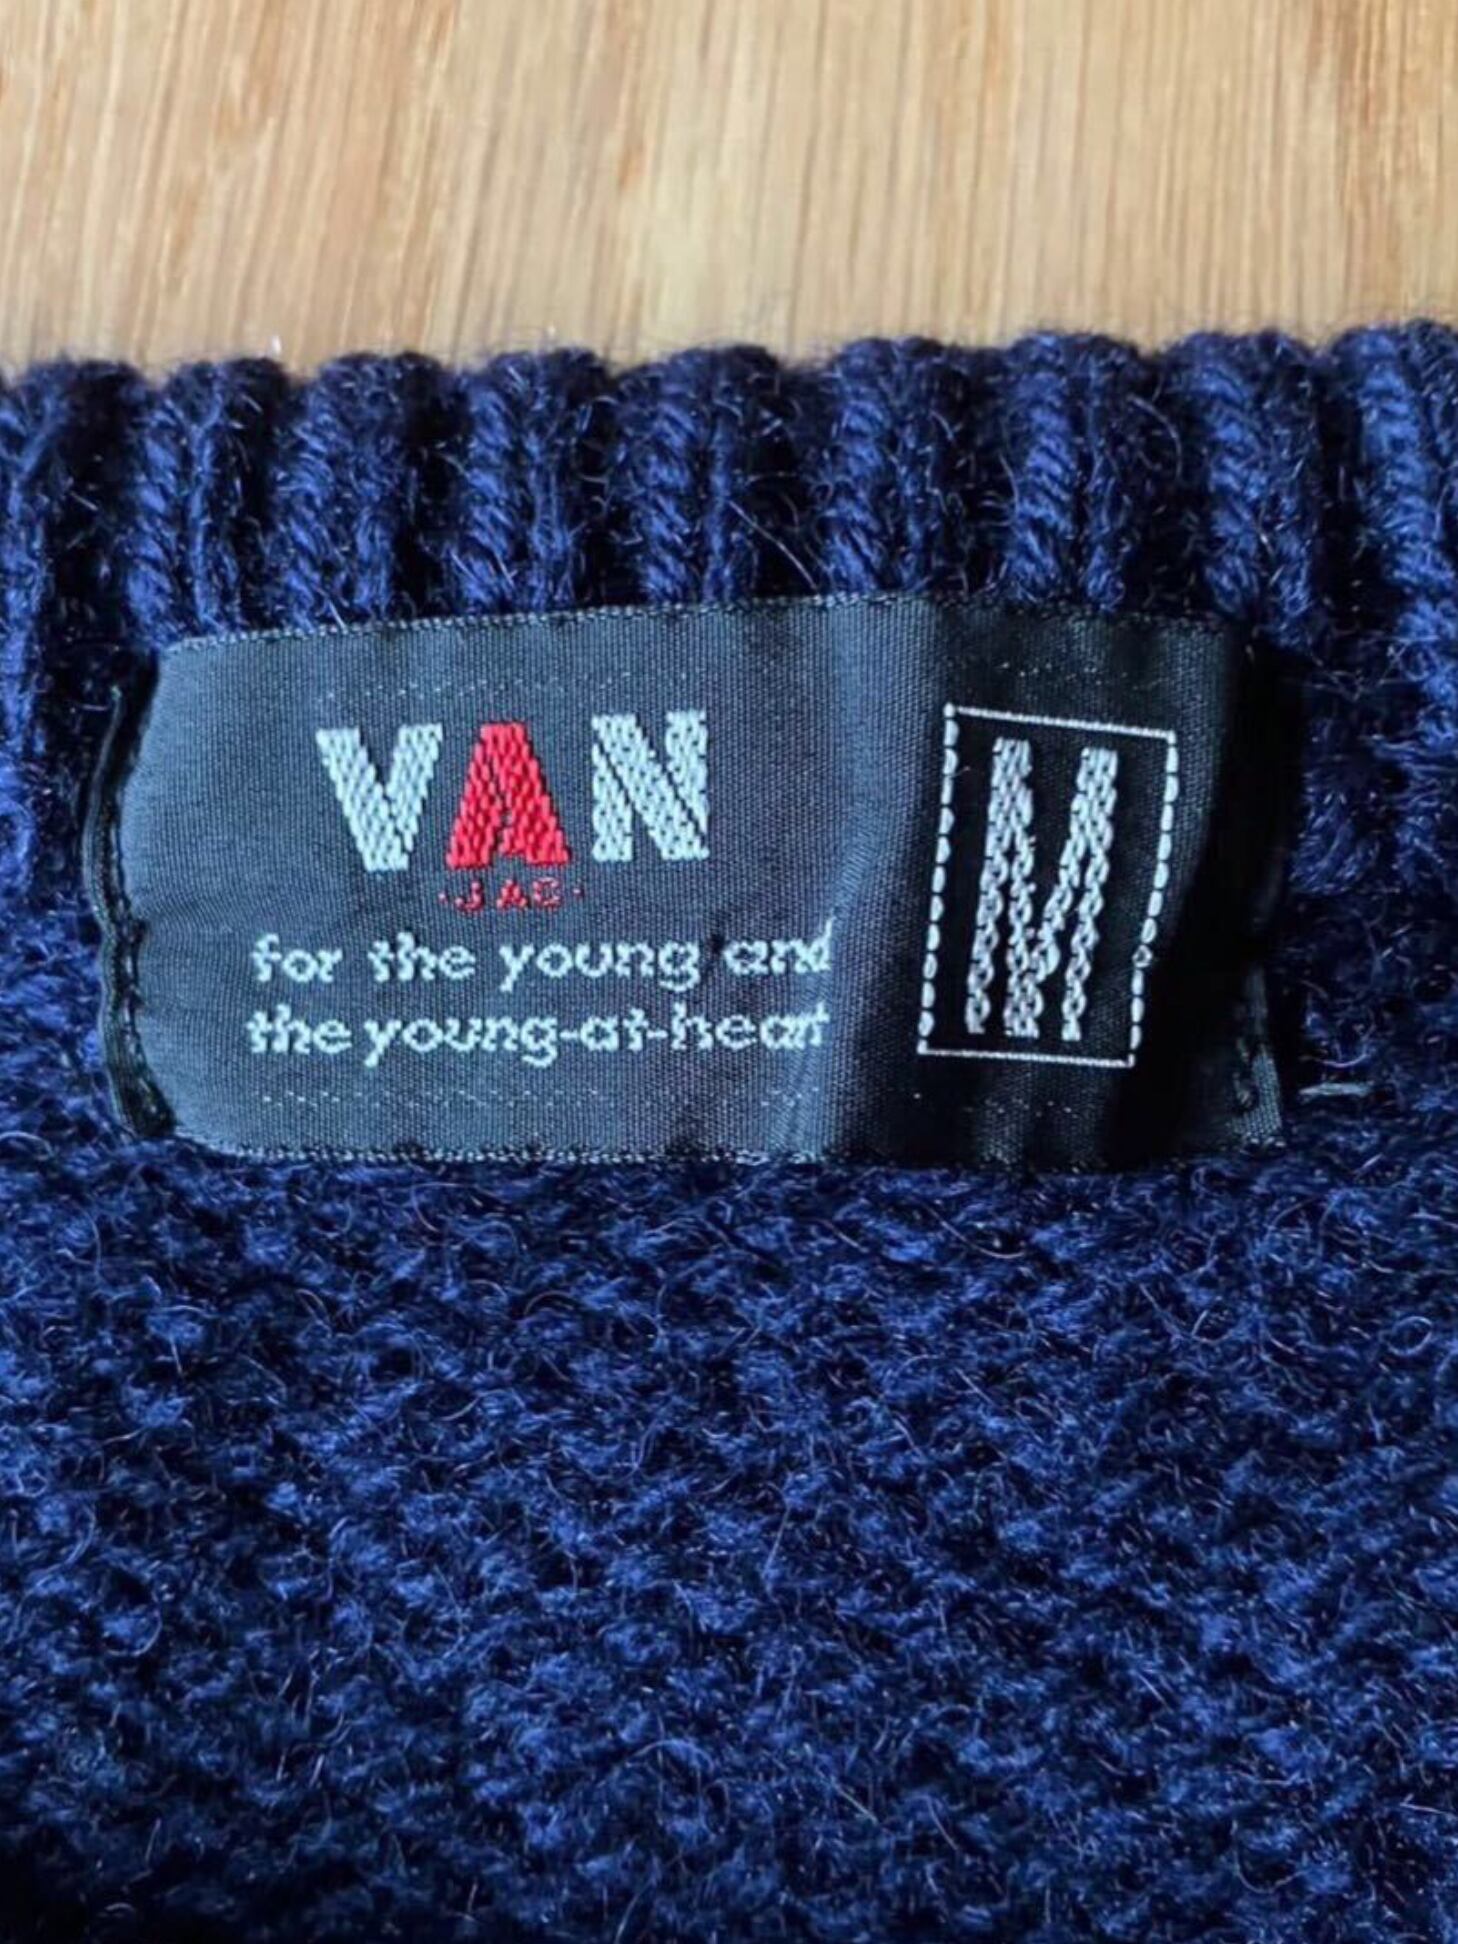 VAN
·JAC·
for the young and
the young-at-heart
M